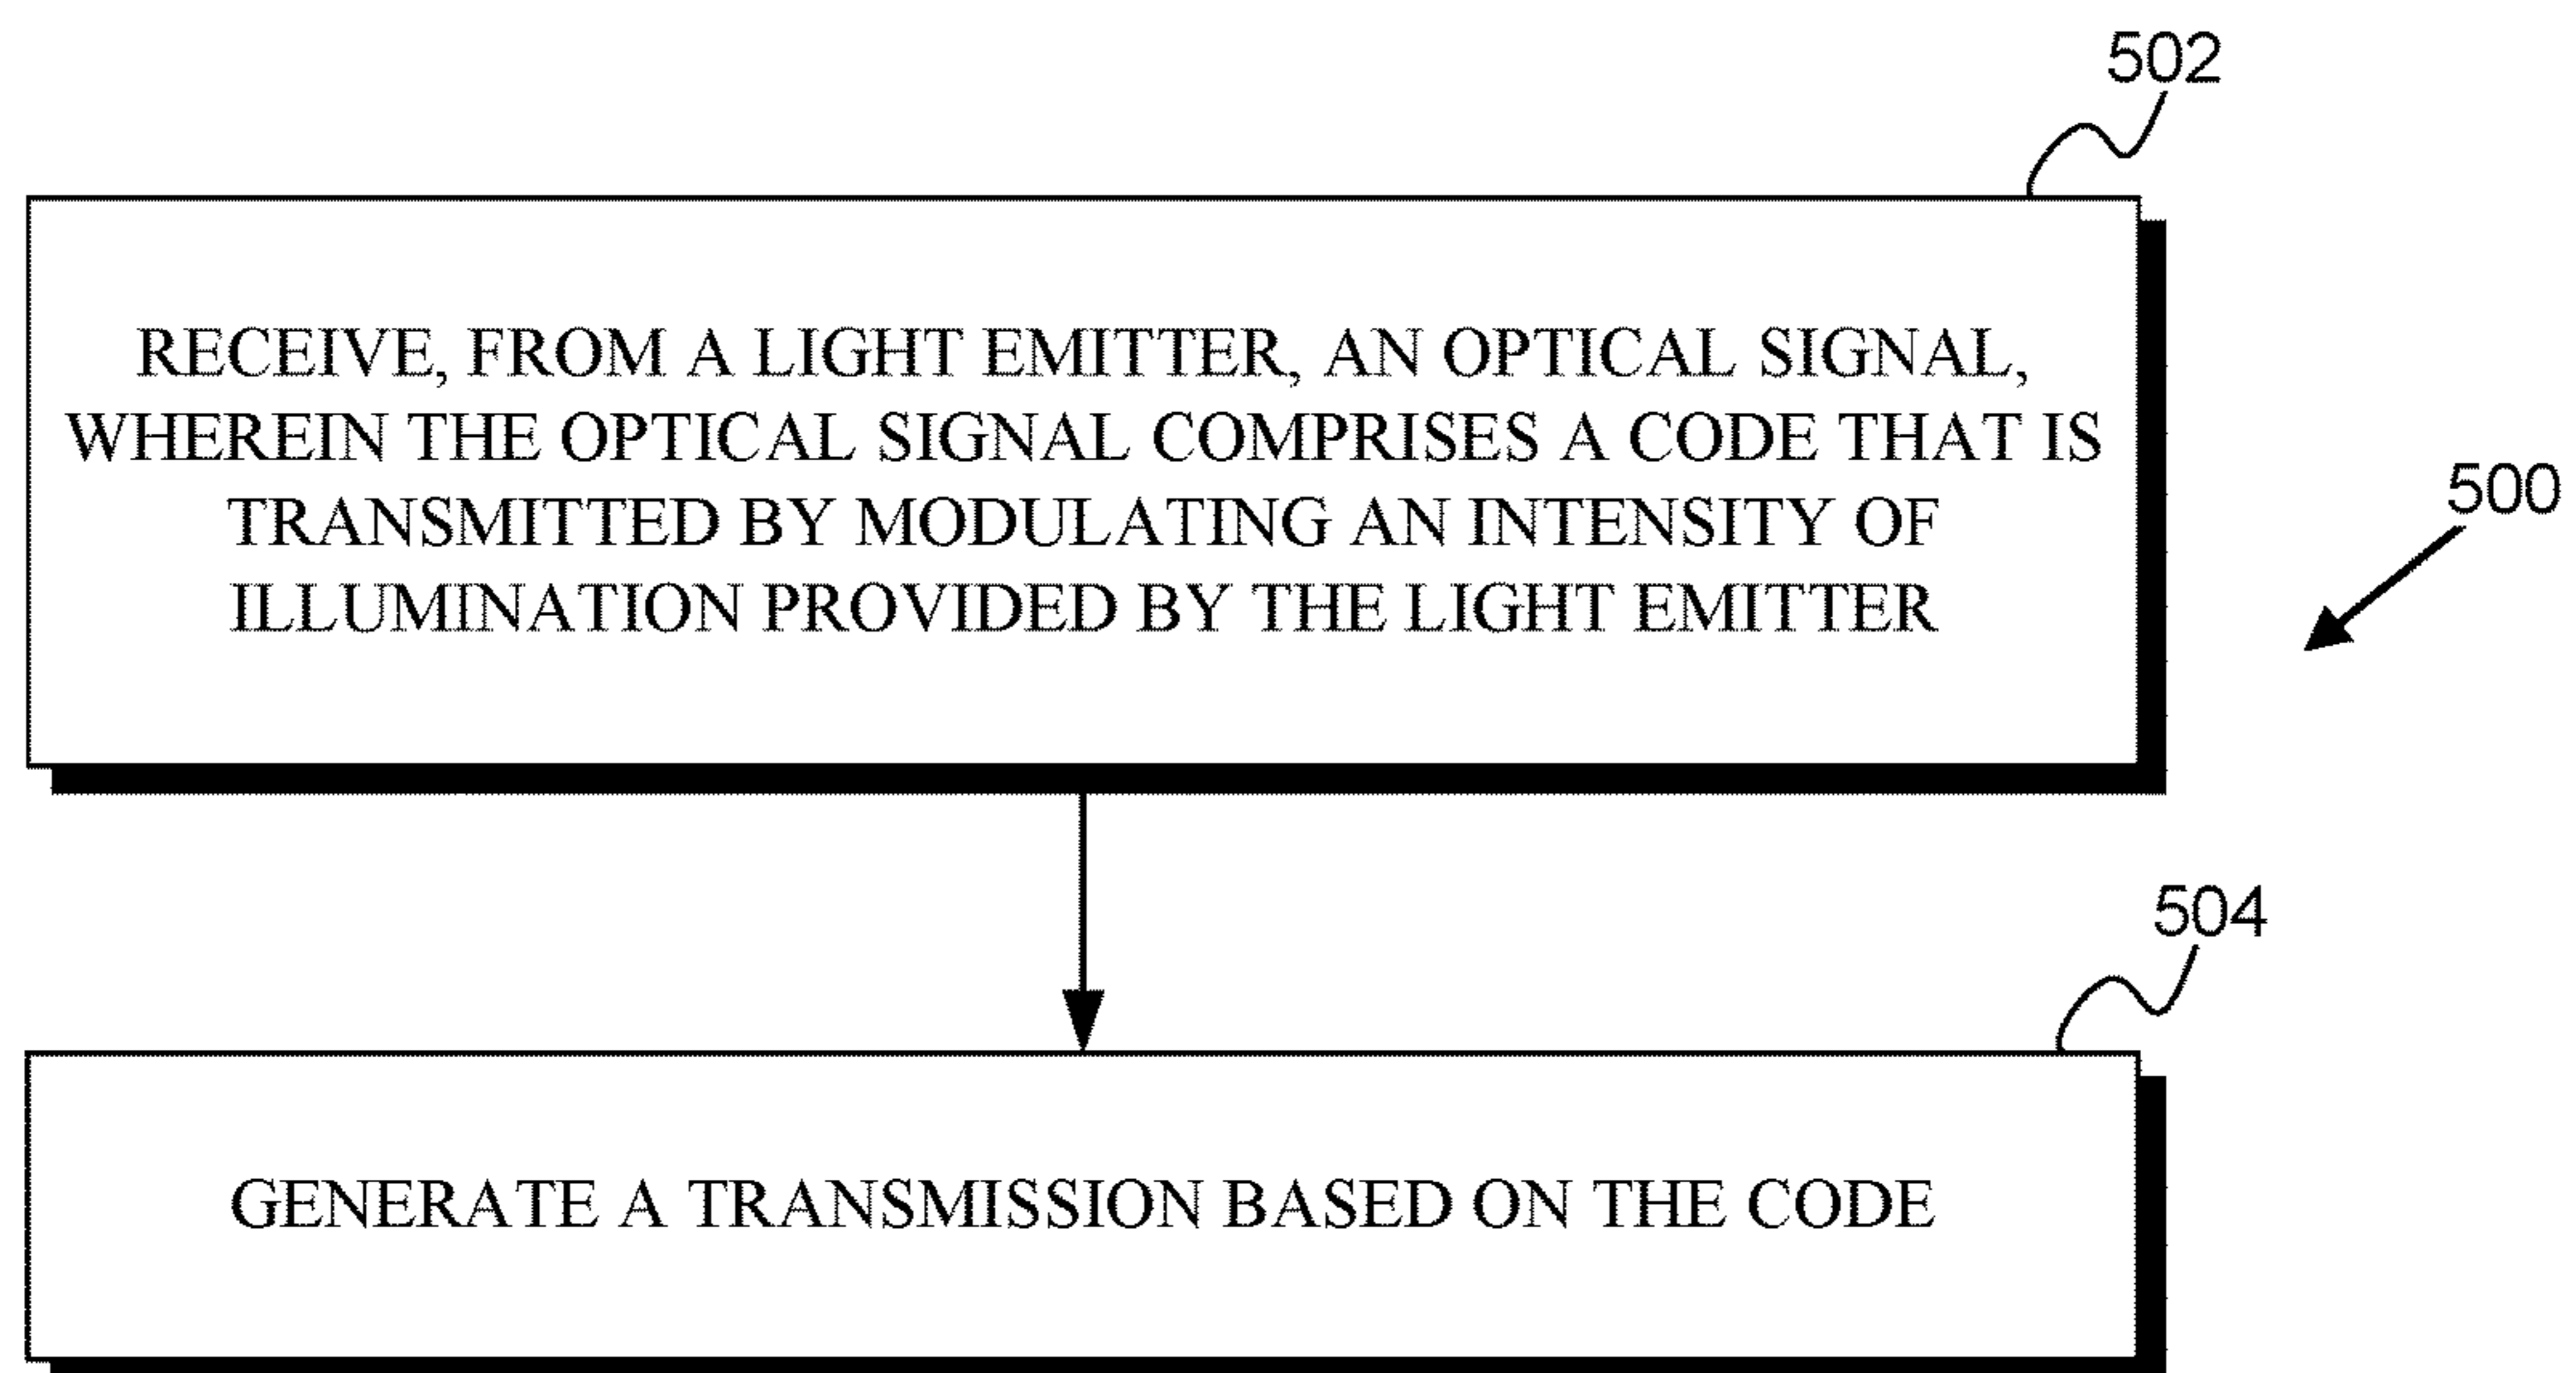 502
RECEIVE, FROM A LIGHT EMITTER, AN OPTICAL SIGNAL,
WHEREIN THE OPTICAL SIGNAL COMPRISES A CODE THAT IS
TRANSMITTED BY MODULATING AN INTENSITY OF
ILLUMINATION PROVIDED BY THE LIGHT EMITTER
500
504
GENERATE A TRANSMISSION BASED ON THE CODE